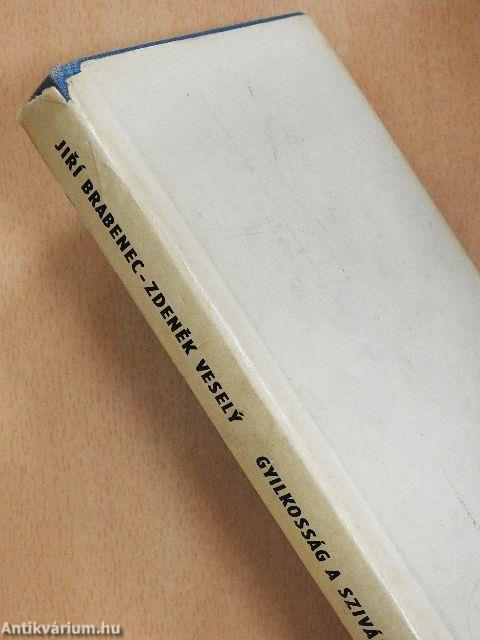 JIŘÍ BRABENEC–ZDENĚK VESELÝ GYILKOSSÁG A SZIVÁ
Antikvárium.hu